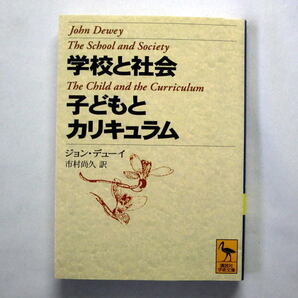 John Dewey
The School and Society
学校と社会
The Child and the Curriculum
子どもと
カリキュラム
ジョン・デューイ
市村尚久 訳
講談社
学術文庫